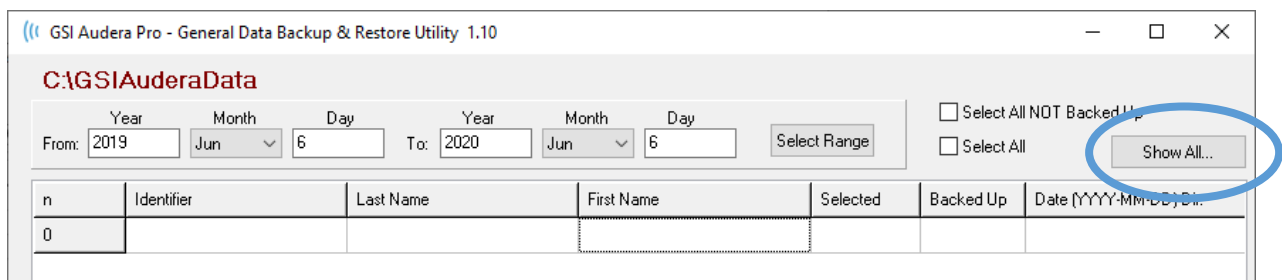 GSI Audera Pro - General Data Backup & Restore Utility 1.10
C:\GSIAuderaData
Year Month Day Year Month Day
From: 2019 Jun 6 To: 2020 Jun 6 Select Range
Select All NOT Backed Up
Select All Show All...
n Identifier Last Name First Name Selected Backed Up Date (YYYY-MM-DD) Dir.
0